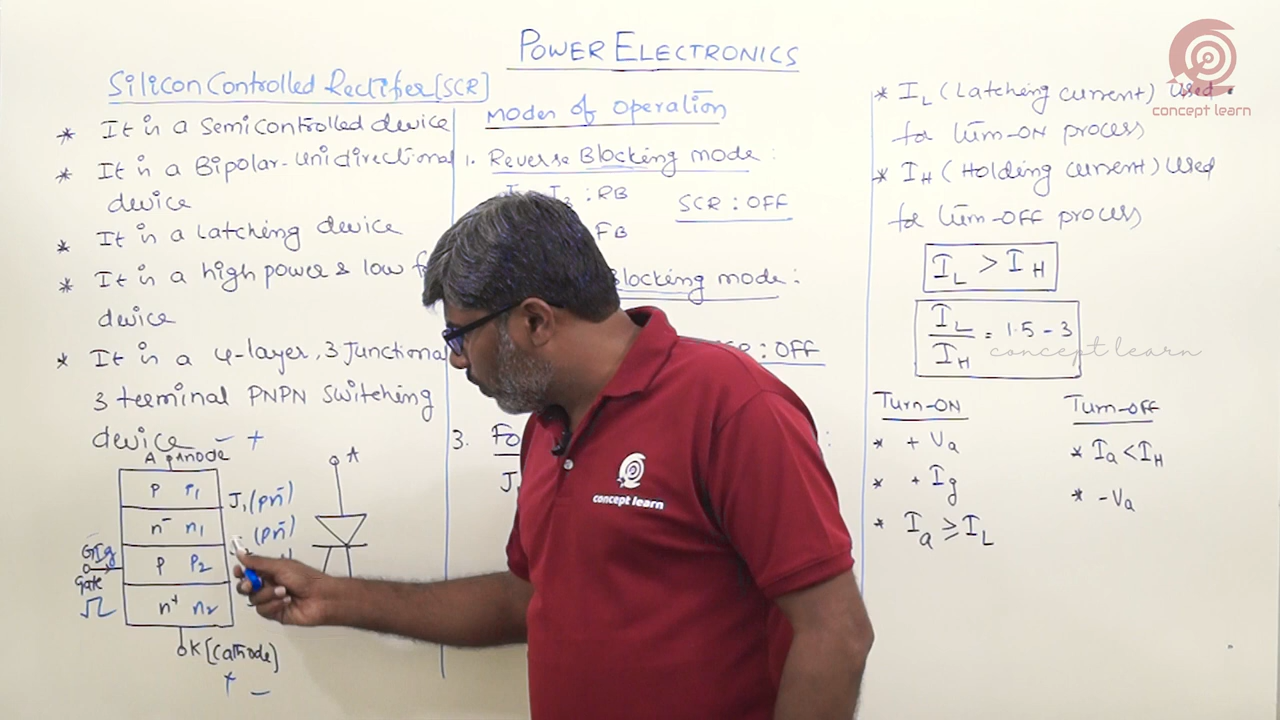 POWER ELECTRONICS
concept learn
Silicon Controlled Rectifier [SCR]
* It is a Semicontrolled device
* It is a Bipolar-Unidirectional
device
* It is a latching device
* It is a high power & low
device
* It is a 4-layer, 3 Junctional
3 terminal PNPN Switching
device
A
Anode - +
P P1
J1 (pn-)
n- n1
(pn-)
G Ig
Gate
P P2
n+ n2
K [Cathode]
+ -
A
Modes of operation
1. Reverse Blocking mode :
J3 : RB
SCR : OFF
FB
Blocking mode :
: OFF
3.
:
concept learn
* IL (Latching current) Used
for turn-ON process
* IH (Holding current) Used
for turn-OFF process
IL > IH
IL/IH = 1.5 - 3
concept learn
Turn-ON
* + Va
* + Ig
* Ia ≥ IL
Turn-OFF
* Ia < IH
* - Va